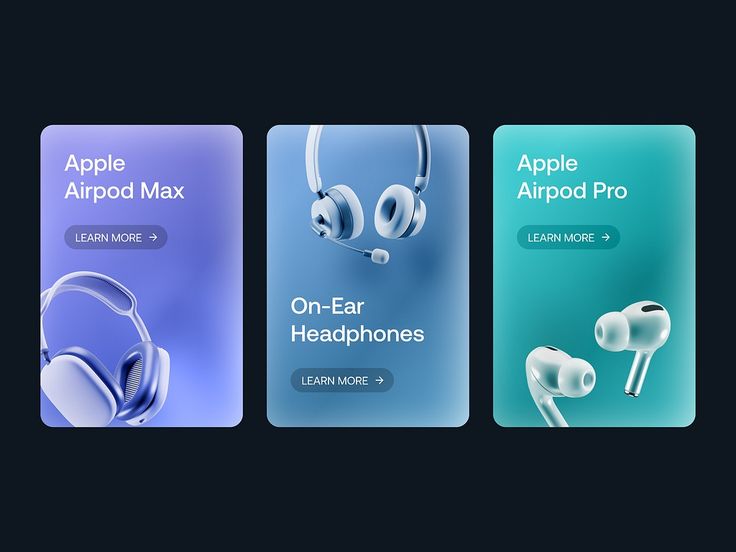 Apple
Airpod Max
LEARN MORE →
On-Ear
Headphones
LEARN MORE →
Apple
Airpod Pro
LEARN MORE →